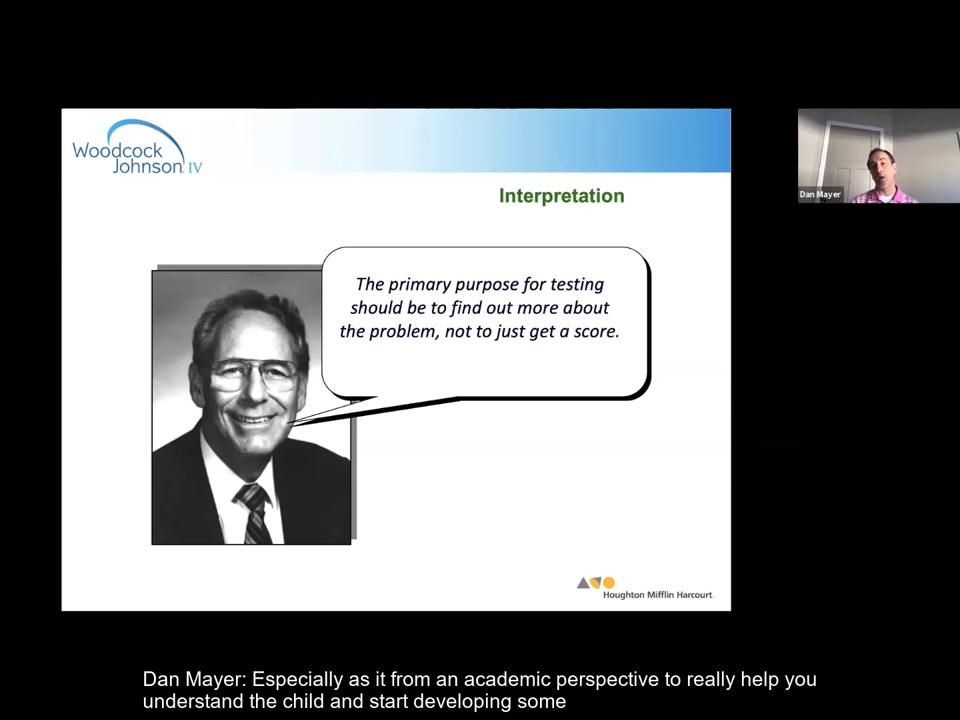 Woodcock
Johnson IV
Interpretation
The primary purpose for testing
should be to find out more about
the problem, not to just get a score.
Houghton Mifflin Harcourt
Dan Mayer
Dan Mayer: Especially as it from an academic perspective to really help you
understand the child and start developing some